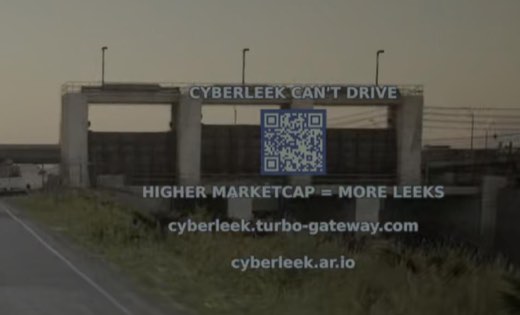 CYBERLEEK CAN'T DRIVE
HIGHER MARKETCAP = MORE LEEKS
cyberleek.turbo-gateway.com
cyberleek.ar.io